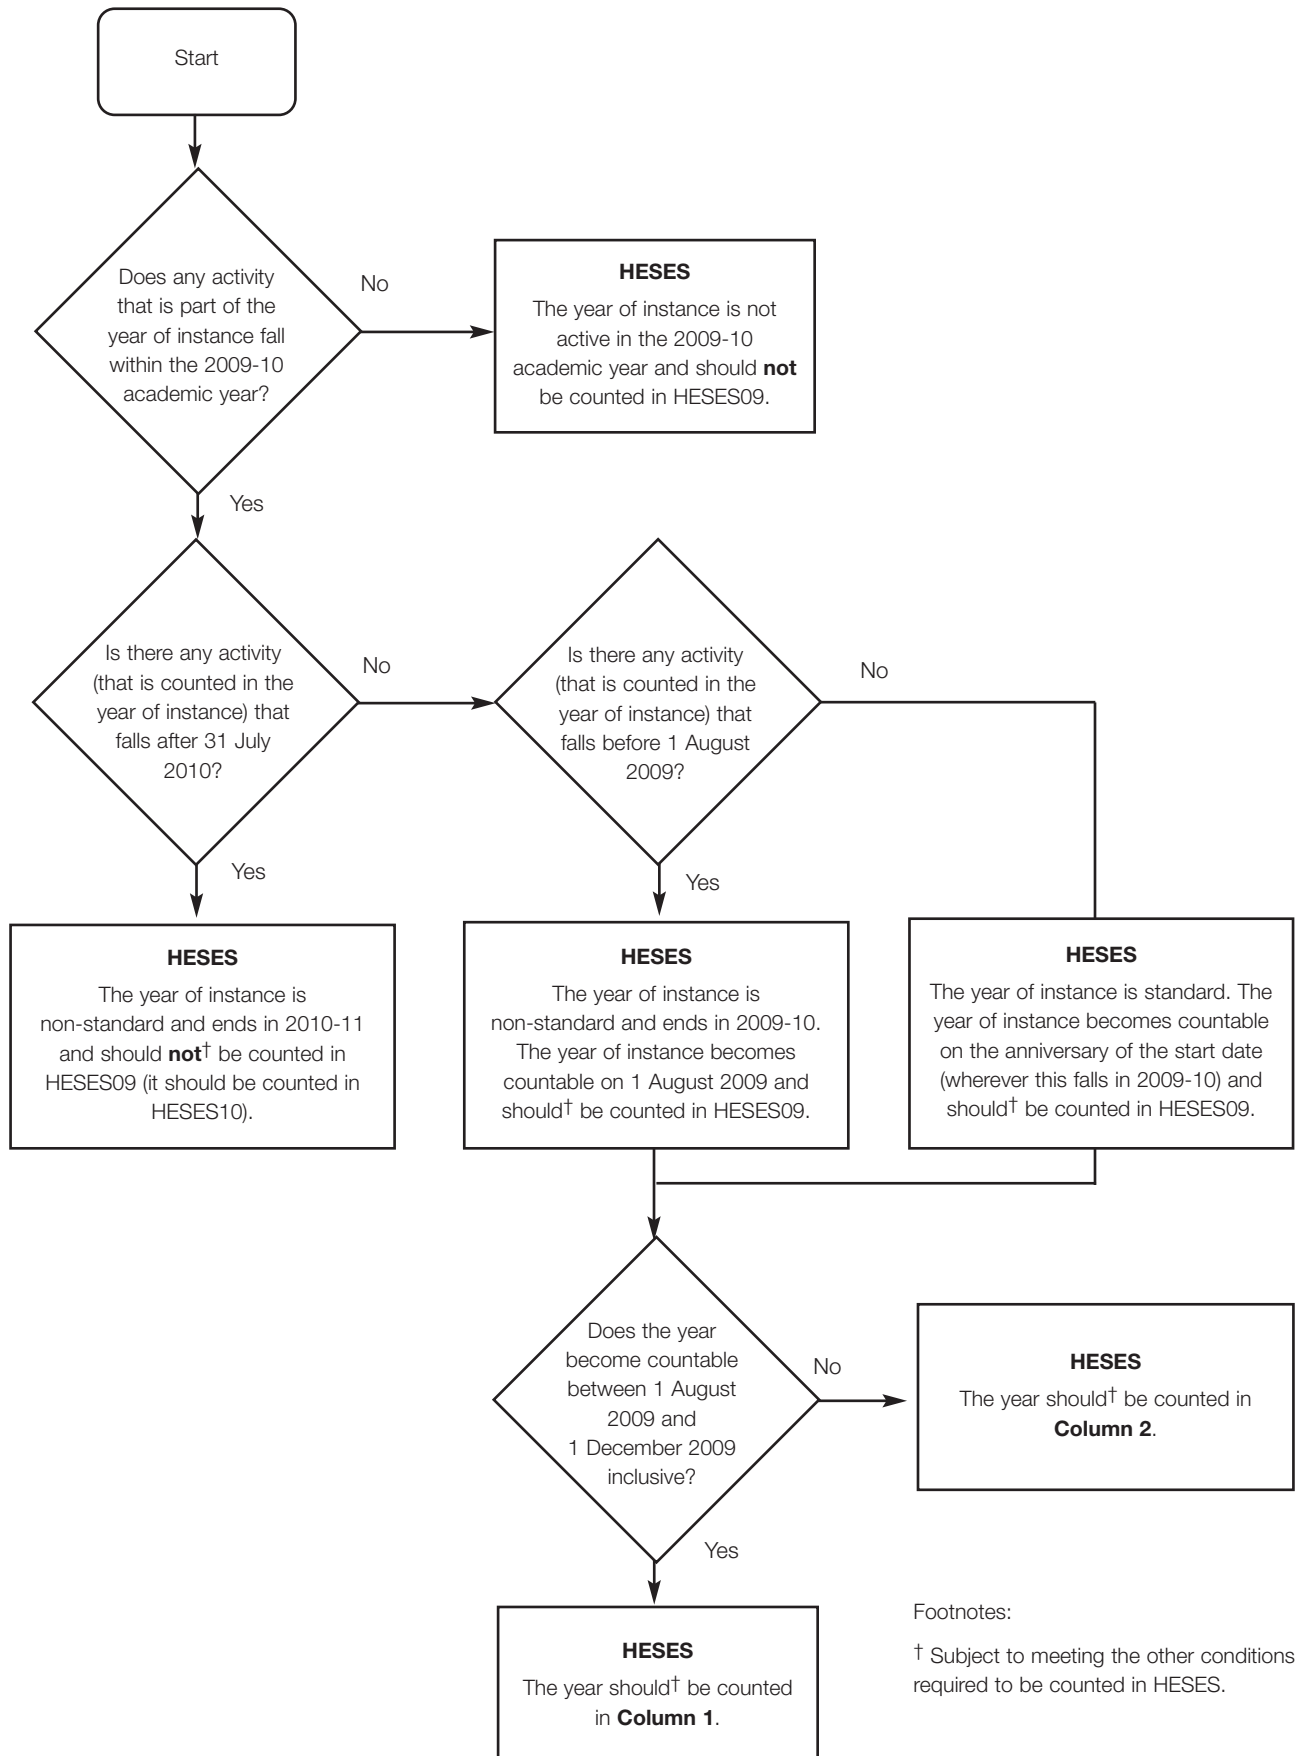 Start
Does any activity
that is part of the
year of instance fall
within the 2009-10
academic year?
No
HESES
The year of instance is not
active in the 2009-10
academic year and should not
be counted in HESES09.
Yes
Is there any activity
(that is counted in the
year of instance) that
falls after 31 July
2010?
No
Is there any activity
(that is counted in the
year of instance) that
falls before 1 August
2009?
No
Yes
Yes
HESES
The year of instance is
non-standard and ends in 2010-11
and should not† be counted in
HESES09 (it should be counted in
HESES10).
HESES
The year of instance is
non-standard and ends in 2009-10.
The year of instance becomes
countable on 1 August 2009 and
should† be counted in HESES09.
HESES
The year of instance is standard. The
year of instance becomes countable
on the anniversary of the start date
(wherever this falls in 2009-10) and
should† be counted in HESES09.
Does the year
become countable
between 1 August
2009 and
1 December 2009
inclusive?
No
HESES
The year should† be counted in
Column 2.
Yes
HESES
The year should† be counted
in Column 1.
Footnotes:
† Subject to meeting the other conditions
required to be counted in HESES.